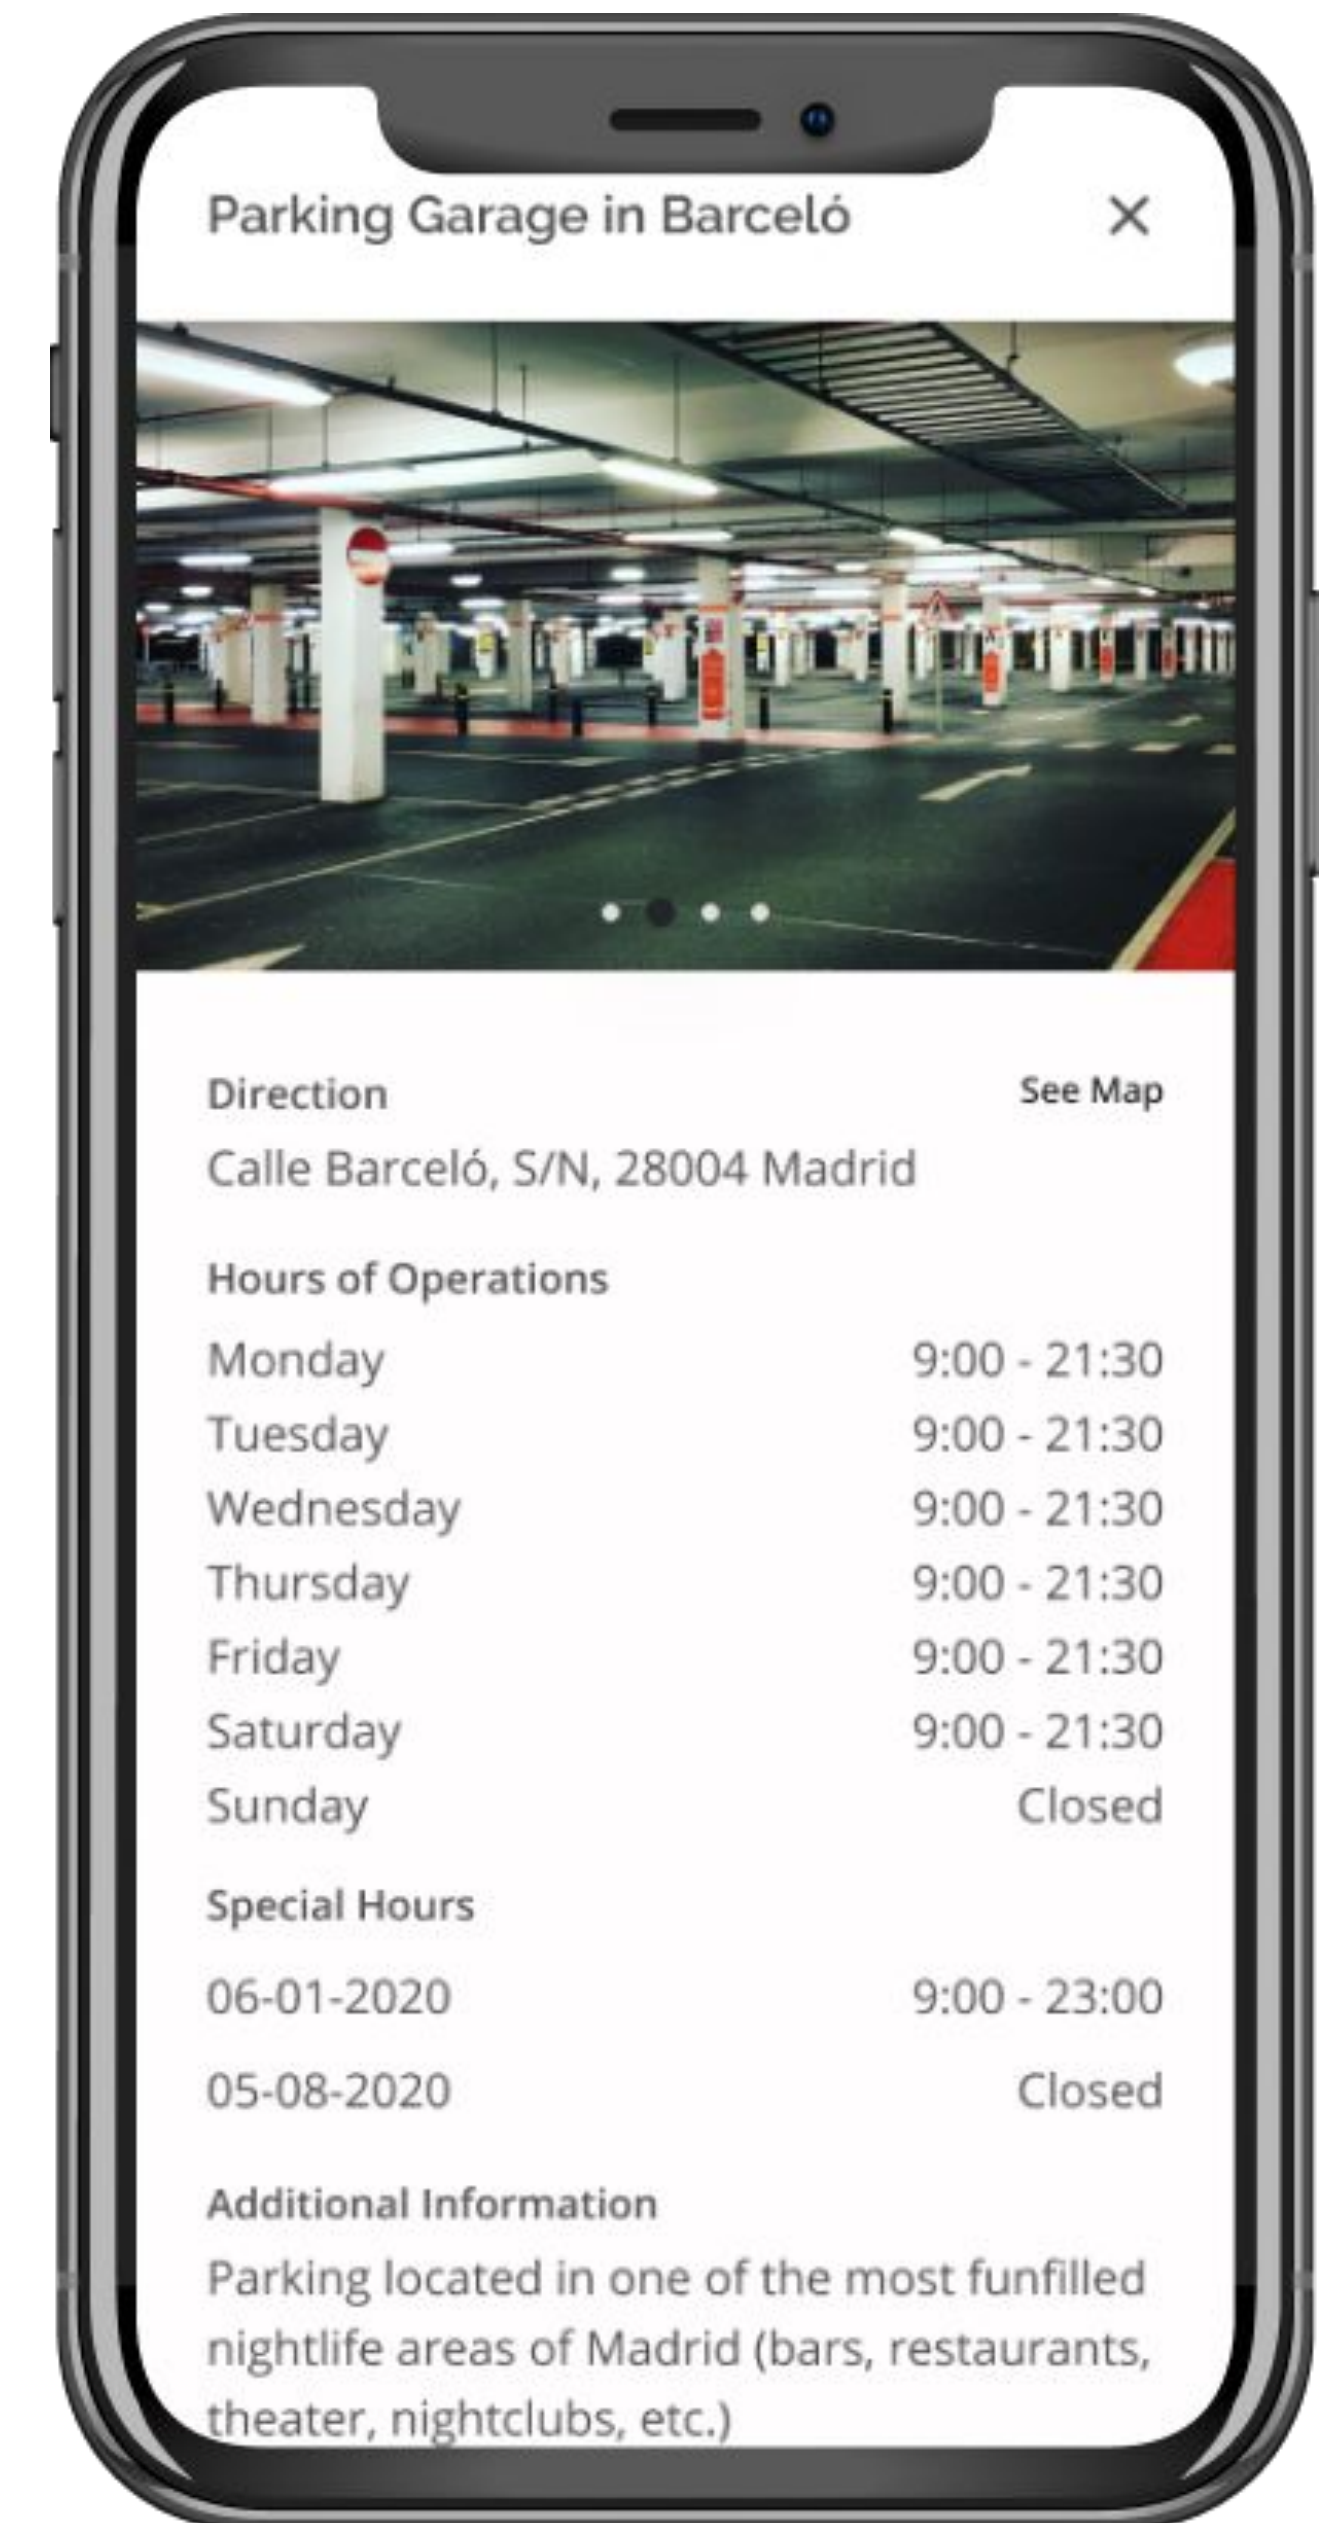 Parking Garage in Barceló
Direction
See Map
Calle Barceló, S/N, 28004 Madrid
Hours of Operations
Monday 9:00 - 21:30
Tuesday 9:00 - 21:30
Wednesday 9:00 - 21:30
Thursday 9:00 - 21:30
Friday 9:00 - 21:30
Saturday 9:00 - 21:30
Sunday Closed
Special Hours
06-01-2020 9:00 - 23:00
05-08-2020 Closed
Additional Information
Parking located in one of the most funfilled
nightlife areas of Madrid (bars, restaurants,
theater, nightclubs, etc.)